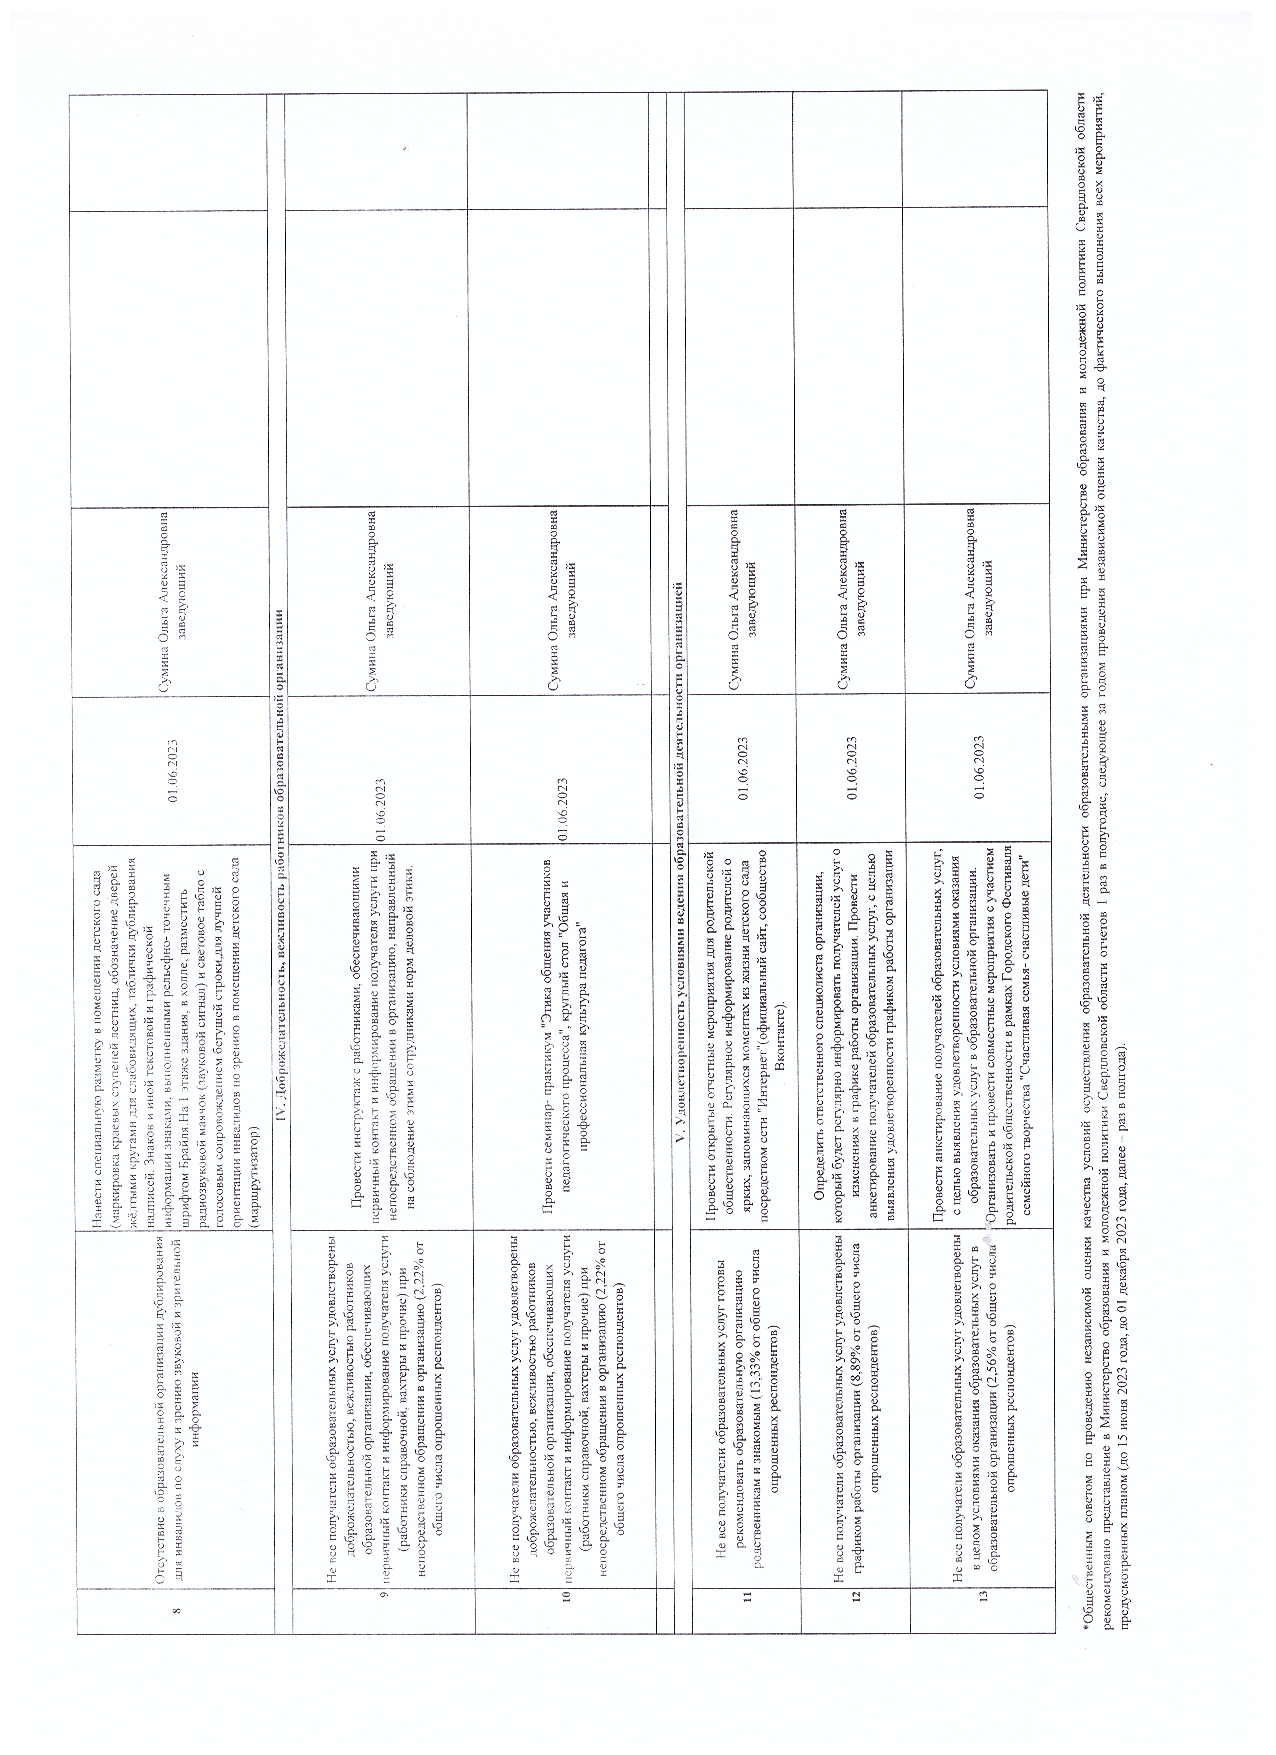 8
Отсутствие в образовательной организации дублирования
для инвалидов по слуху и зрению звуковой и зрительной
информации
Нанести специальную разметку в помещении детского сада
(маркировка краевых ступеней лестниц, обозначение дверей
жёлтыми кругами для слабовидящих, таблички дублирования
надписей. Знаков и иной текстовой и графической
информации знаками, выполненными рельефно- точечным
шрифтом Брайля.На 1 этаже здания, в холле, разместить
радиозвуковой маячок (звуковой сигнал) и световое табло с
голосовым сопровождением бегущей строки,для лучшей
ориентации инвалидов по зрению в помещении детского сада
(маршрутизатор)
01.06.2023
Сумина Ольга Александровна
заведующий
IV. Доброжелательность, вежливость работников образовательной организации
9
Не все получатели образовательных услуг удовлетворены
доброжелательностью, вежливостью работников
образовательной организации, обеспечивающих
первичный контакт и информирование получателя услуги
(работники справочной, вахтеры и прочие) при
непосредственном обращении в организацию (2,22% от
общего числа опрошенных респондентов)
Провести инструктаж с работниками, обеспечивающими
первичный контакт и информирование получателя услуги при
непосредственном обращении в организацию, направленный
на соблюдение этими сотрудниками норм деловой этики.
01.06.2023
Сумина Ольга Александровна
заведующий
10
Не все получатели образовательных услуг удовлетворены
доброжелательностью, вежливостью работников
образовательной организации, обеспечивающих
первичный контакт и информирование получателя услуги
(работники справочной, вахтеры и прочие) при
непосредственном обращении в организацию (2,22% от
общего числа опрошенных респондентов)
Провести семинар- практикум "Этика общения участников
педагогического процесса", круглый стол "Общая и
профессиональная культура педагога"
01.06.2023
Сумина Ольга Александровна
заведующий
V. Удовлетворенность условиями ведения образовательной деятельности организацией
11
Не все получатели образовательных услуг готовы
рекомендовать образовательную организацию
родственникам и знакомым (13,33% от общего числа
опрошенных респондентов)
Провести открытые отчетные мероприятия для родительской
общественности. Регулярное информирование родителей о
ярких, запоминающихся моментах из жизни детского сада
посредством сети "Интернет"(официальный сайт, сообщество
Вконтакте).
01.06.2023
Сумина Ольга Александровна
заведующий
12
Не все получатели образовательных услуг удовлетворены
графиком работы организации (8,89% от общего числа
опрошенных респондентов)
Определить ответственного специолиста организации,
который будет регулярно информировать получателей услуг о
изменениях в графике работы организации. Провести
анкетирование получателей образовательных услуг, с целью
выявления удовлетворенности графиком работы организации
01.06.2023
Сумина Ольга Александровна
заведующий
13
Не все получатели образовательных услуг удовлетворены
в целом условиями оказания образовательных услуг в
образовательной организации (2,56% от общего числа
опрошенных респондентов)
Провести анкетирование получателей образовательных услуг,
с целью выявления удовлетворенности условиями оказания
образовательных услуг в образовательной организации.
Организовать и провести совместные мероприятия с участием
родительской общественности в рамках Городского Фестиваля
семейного творчества "Счастливая семья- счастливые дети"
01.06.2023
Сумина Ольга Александровна
заведующий
*Общественным советом по проведению независимой оценки качества условий осуществления образовательной деятельности образовательными организациями при Министерстве образования и молодежной политики Свердловской области
рекомендовано представление в Министерство образования и молодежной политики Свердловской области отчетов 1 раз в полугодие, следующее за годом проведения независимой оценки качества, до фактического выполнения всех мероприятий,
предусмотренных планом (до 15 июня 2023 года, до 01 декабря 2023 года, далее – раз в полгода).